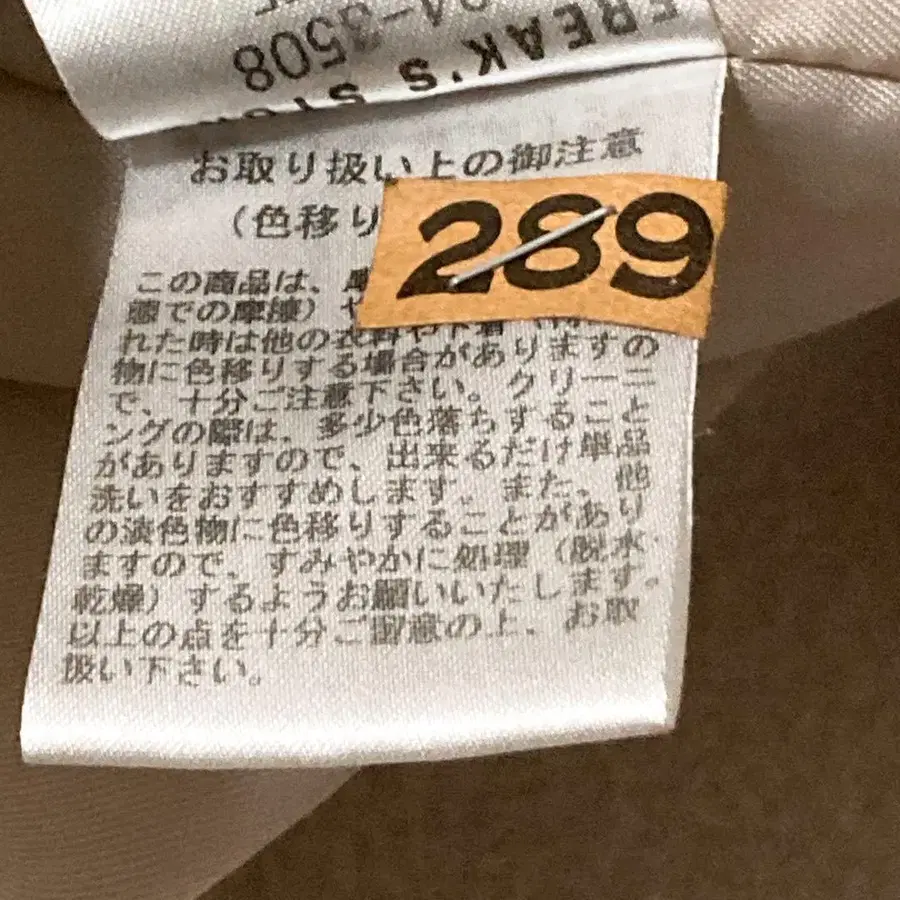 24-3508
FREAK'S STO
お取り扱い上の御注意
(色移り
289
この商品は、
での摩擦)や
れた時は他の衣料や下着
物に色移りする場合がありますの
で、十分ご注意下さい。クリーニ
ングの際は、多少色落ちすること
がありますので、出来るだけ単品
洗いをおすすめします。また、他
の淡色物に色移りすることがあり
ますので、すみやかに処理(脱水、
乾燥)するようお願いいたします。
以上の点を十分ご留意の上、お取
扱い下さい。